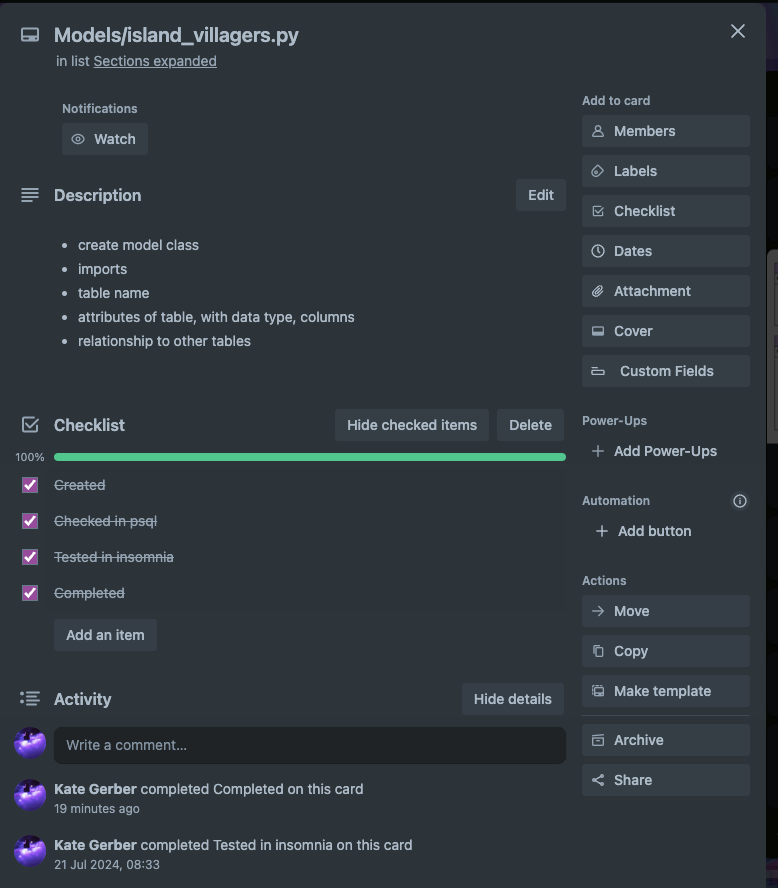 Models/island_villagers.py
in list Sections expanded
Notifications
Watch
Description
Edit
create model class
imports
table name
attributes of table, with data type, columns
relationship to other tables
Checklist
Hide checked items
Delete
100%
Created
Checked in psql
Tested in insomnia
Completed
Add an item
Activity
Hide details
Write a comment…
Kate Gerber completed Completed on this card
19 minutes ago
Kate Gerber completed Tested in insomnia on this card
21 Jul 2024, 08:33
Add to card
Members
Labels
Checklist
Dates
Attachment
Cover
Custom Fields
Power-Ups
Add Power-Ups
Automation
Add button
Actions
Move
Copy
Make template
Archive
Share